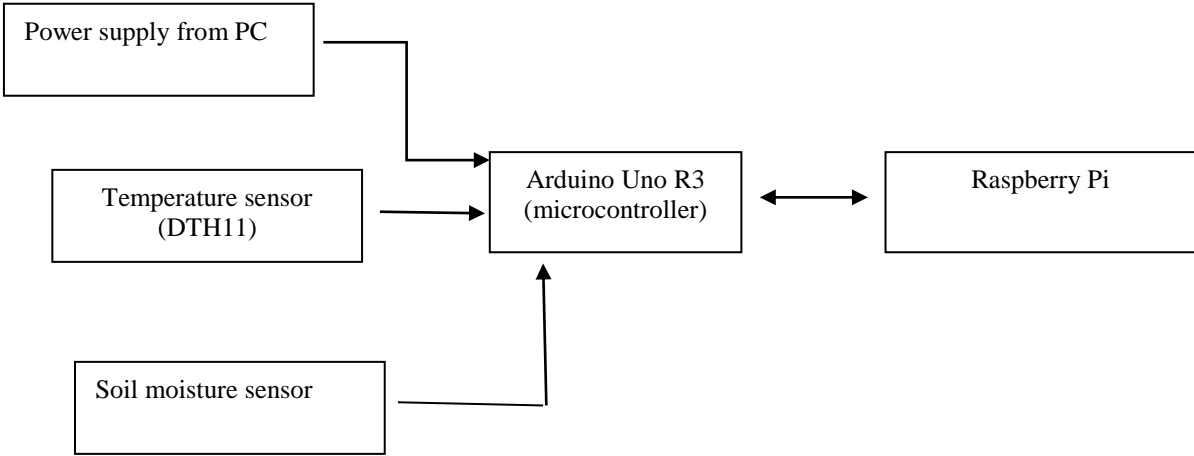 Power supply from PC
Temperature sensor
(DTH11)
Arduino Uno R3
(microcontroller)
Raspberry Pi
Soil moisture sensor